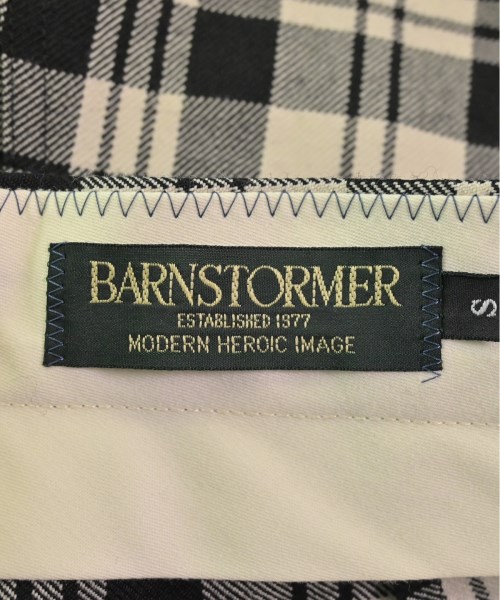 BARNSTORMER
ESTABLISHED 1977
MODERN HEROIC IMAGE
S